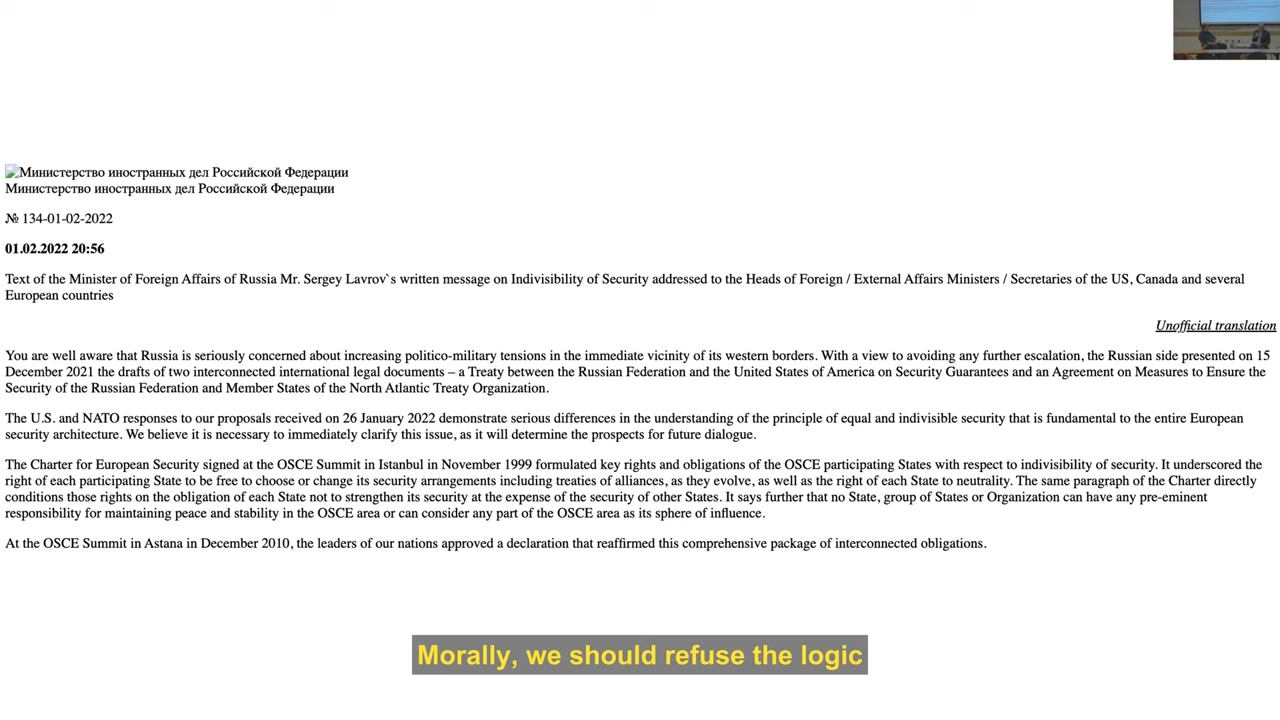 Министерство иностранных дел Российской Федерации
Министерство иностранных дел Российской Федерации
№ 134-01-02-2022
01.02.2022 20:56
Text of the Minister of Foreign Affairs of Russia Mr. Sergey Lavrov`s written message on Indivisibility of Security addressed to the Heads of Foreign / External Affairs Ministers / Secretaries of the US, Canada and several
European countries
Unofficial translation
You are well aware that Russia is seriously concerned about increasing politico-military tensions in the immediate vicinity of its western borders. With a view to avoiding any further escalation, the Russian side presented on 15
December 2021 the drafts of two interconnected international legal documents – a Treaty between the Russian Federation and the United States of America on Security Guarantees and an Agreement on Measures to Ensure the
Security of the Russian Federation and Member States of the North Atlantic Treaty Organization.
The U.S. and NATO responses to our proposals received on 26 January 2022 demonstrate serious differences in the understanding of the principle of equal and indivisible security that is fundamental to the entire European
security architecture. We believe it is necessary to immediately clarify this issue, as it will determine the prospects for future dialogue.
The Charter for European Security signed at the OSCE Summit in Istanbul in November 1999 formulated key rights and obligations of the OSCE participating States with respect to indivisibility of security. It underscored the
right of each participating State to be free to choose or change its security arrangements including treaties of alliances, as they evolve, as well as the right of each State to neutrality. The same paragraph of the Charter directly
conditions those rights on the obligation of each State not to strengthen its security at the expense of the security of other States. It says further that no State, group of States or Organization can have any pre-eminent
responsibility for maintaining peace and stability in the OSCE area or can consider any part of the OSCE area as its sphere of influence.
At the OSCE Summit in Astana in December 2010, the leaders of our nations approved a declaration that reaffirmed this comprehensive package of interconnected obligations.
Morally, we should refuse the logic